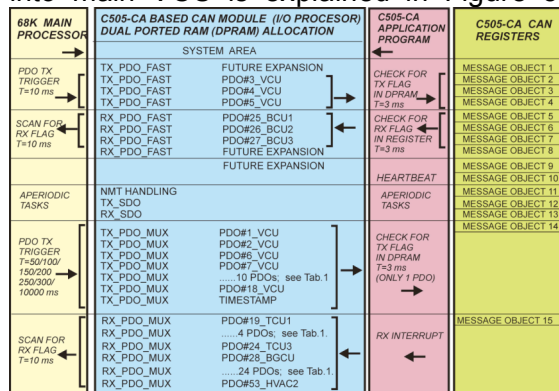 68K MAIN PROCESSOR
C505-CA BASED CAN MODULE (I/O PROCESOR) DUAL PORTED RAM (DPRAM) ALLOCATION
C505-CA APPLICATION PROGRAM
C505-CA CAN REGISTERS
SYSTEM AREA
PDO TX TRIGGER T=10 ms
TX_PDO_FAST FUTURE EXPANSION
TX_PDO_FAST PDO#3_VCU
TX_PDO_FAST PDO#4_VCU
TX_PDO_FAST PDO#5_VCU
CHECK FOR TX FLAG IN DPRAM T=3 ms
MESSAGE OBJECT 1
MESSAGE OBJECT 2
MESSAGE OBJECT 3
MESSAGE OBJECT 4
SCAN FOR RX FLAG T=10 ms
RX_PDO_FAST PDO#25_BCU1
RX_PDO_FAST PDO#26_BCU2
RX_PDO_FAST PDO#27_BCU3
RX_PDO_FAST FUTURE EXPANSION
CHECK FOR RX FLAG IN REGISTER T=3 ms
MESSAGE OBJECT 5
MESSAGE OBJECT 6
MESSAGE OBJECT 7
MESSAGE OBJECT 8
FUTURE EXPANSION
MESSAGE OBJECT 9
HEARTBEAT
MESSAGE OBJECT 10
APERIODIC TASKS
NMT HANDLING
TX_SDO
RX_SDO
APERIODIC TASKS
MESSAGE OBJECT 11
MESSAGE OBJECT 12
MESSAGE OBJECT 13
MESSAGE OBJECT 14
PDO TX TRIGGER T=50/100/ 150/200 250/300/ 10000 ms
TX_PDO_MUX PDO#1_VCU
TX_PDO_MUX PDO#2_VCU
TX_PDO_MUX PDO#6_VCU
TX_PDO_MUX PDO#7_VCU
TX_PDO_MUX ......10 PDOs; see Tab.1
TX_PDO_MUX PDO#18_VCU
TX_PDO_MUX TIMESTAMP
CHECK FOR TX FLAG IN DPRAM T=3 ms (ONLY 1 PDO)
SCAN FOR RX FLAG T=10 ms
RX_PDO_MUX PDO#19_TCU1
RX_PDO_MUX ......4 PDOs; see Tab.1.
RX_PDO_MUX PDO#24_TCU3
RX_PDO_MUX PDO#28_BGCU
RX_PDO_MUX ......24 PDOs; see Tab.1.
RX_PDO_MUX PDO#53_HVAC2
RX INTERRUPT
MESSAGE OBJECT 15